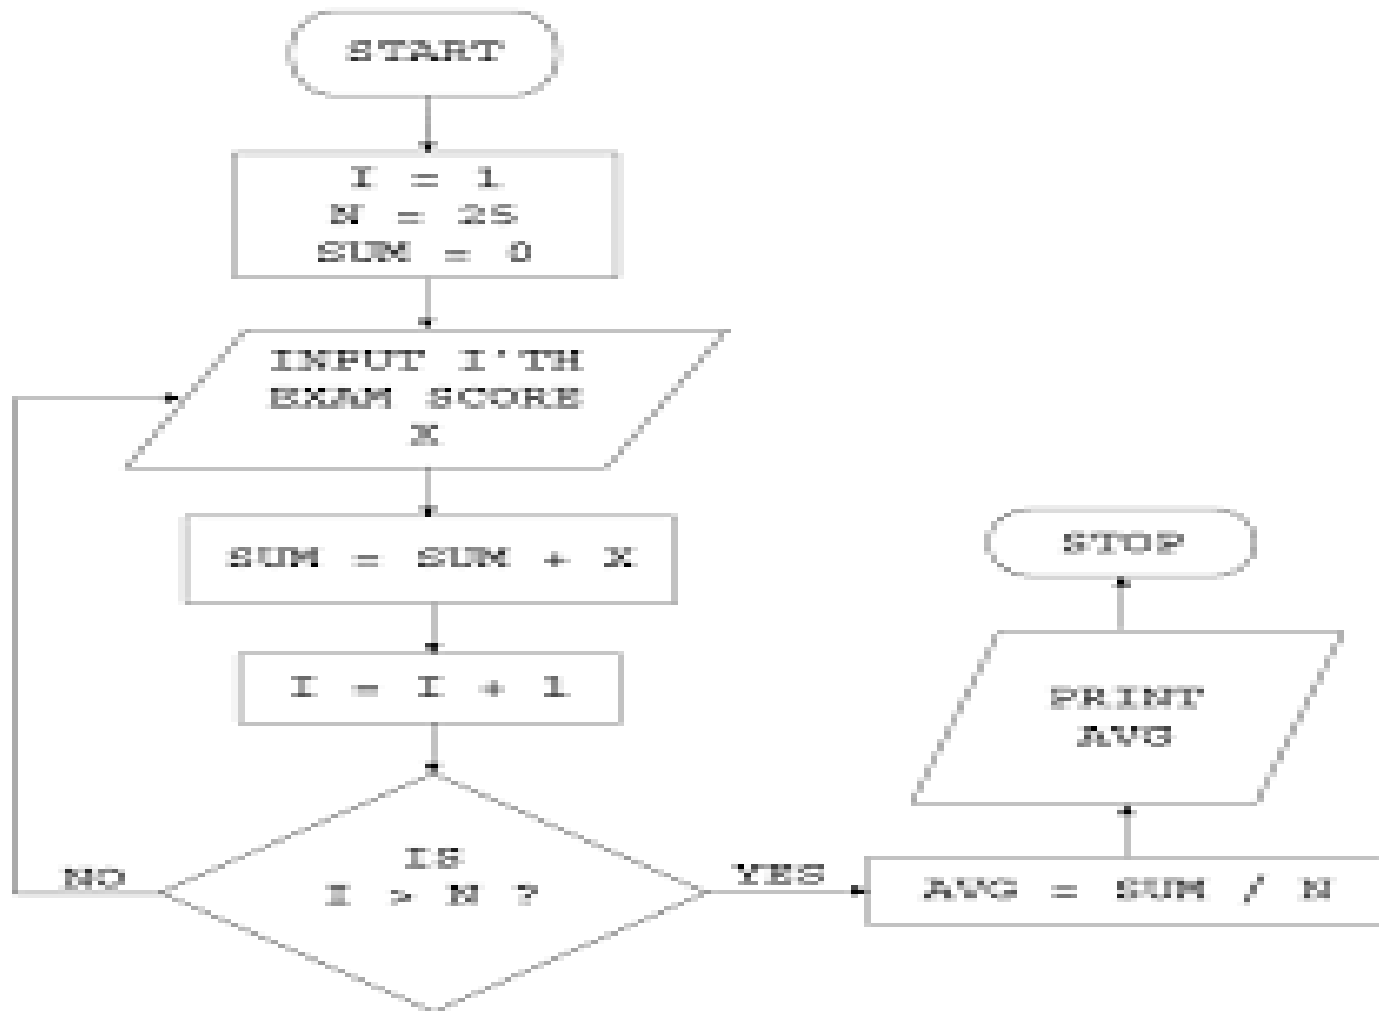 START
I = 1
N = 25
SUM = 0
INPUT I'TH
EXAM SCORE
X
SUM = SUM + X
I = I + 1
IS
I > N ?
NO
YES
AVG = SUM / N
PRINT
AVG
STOP